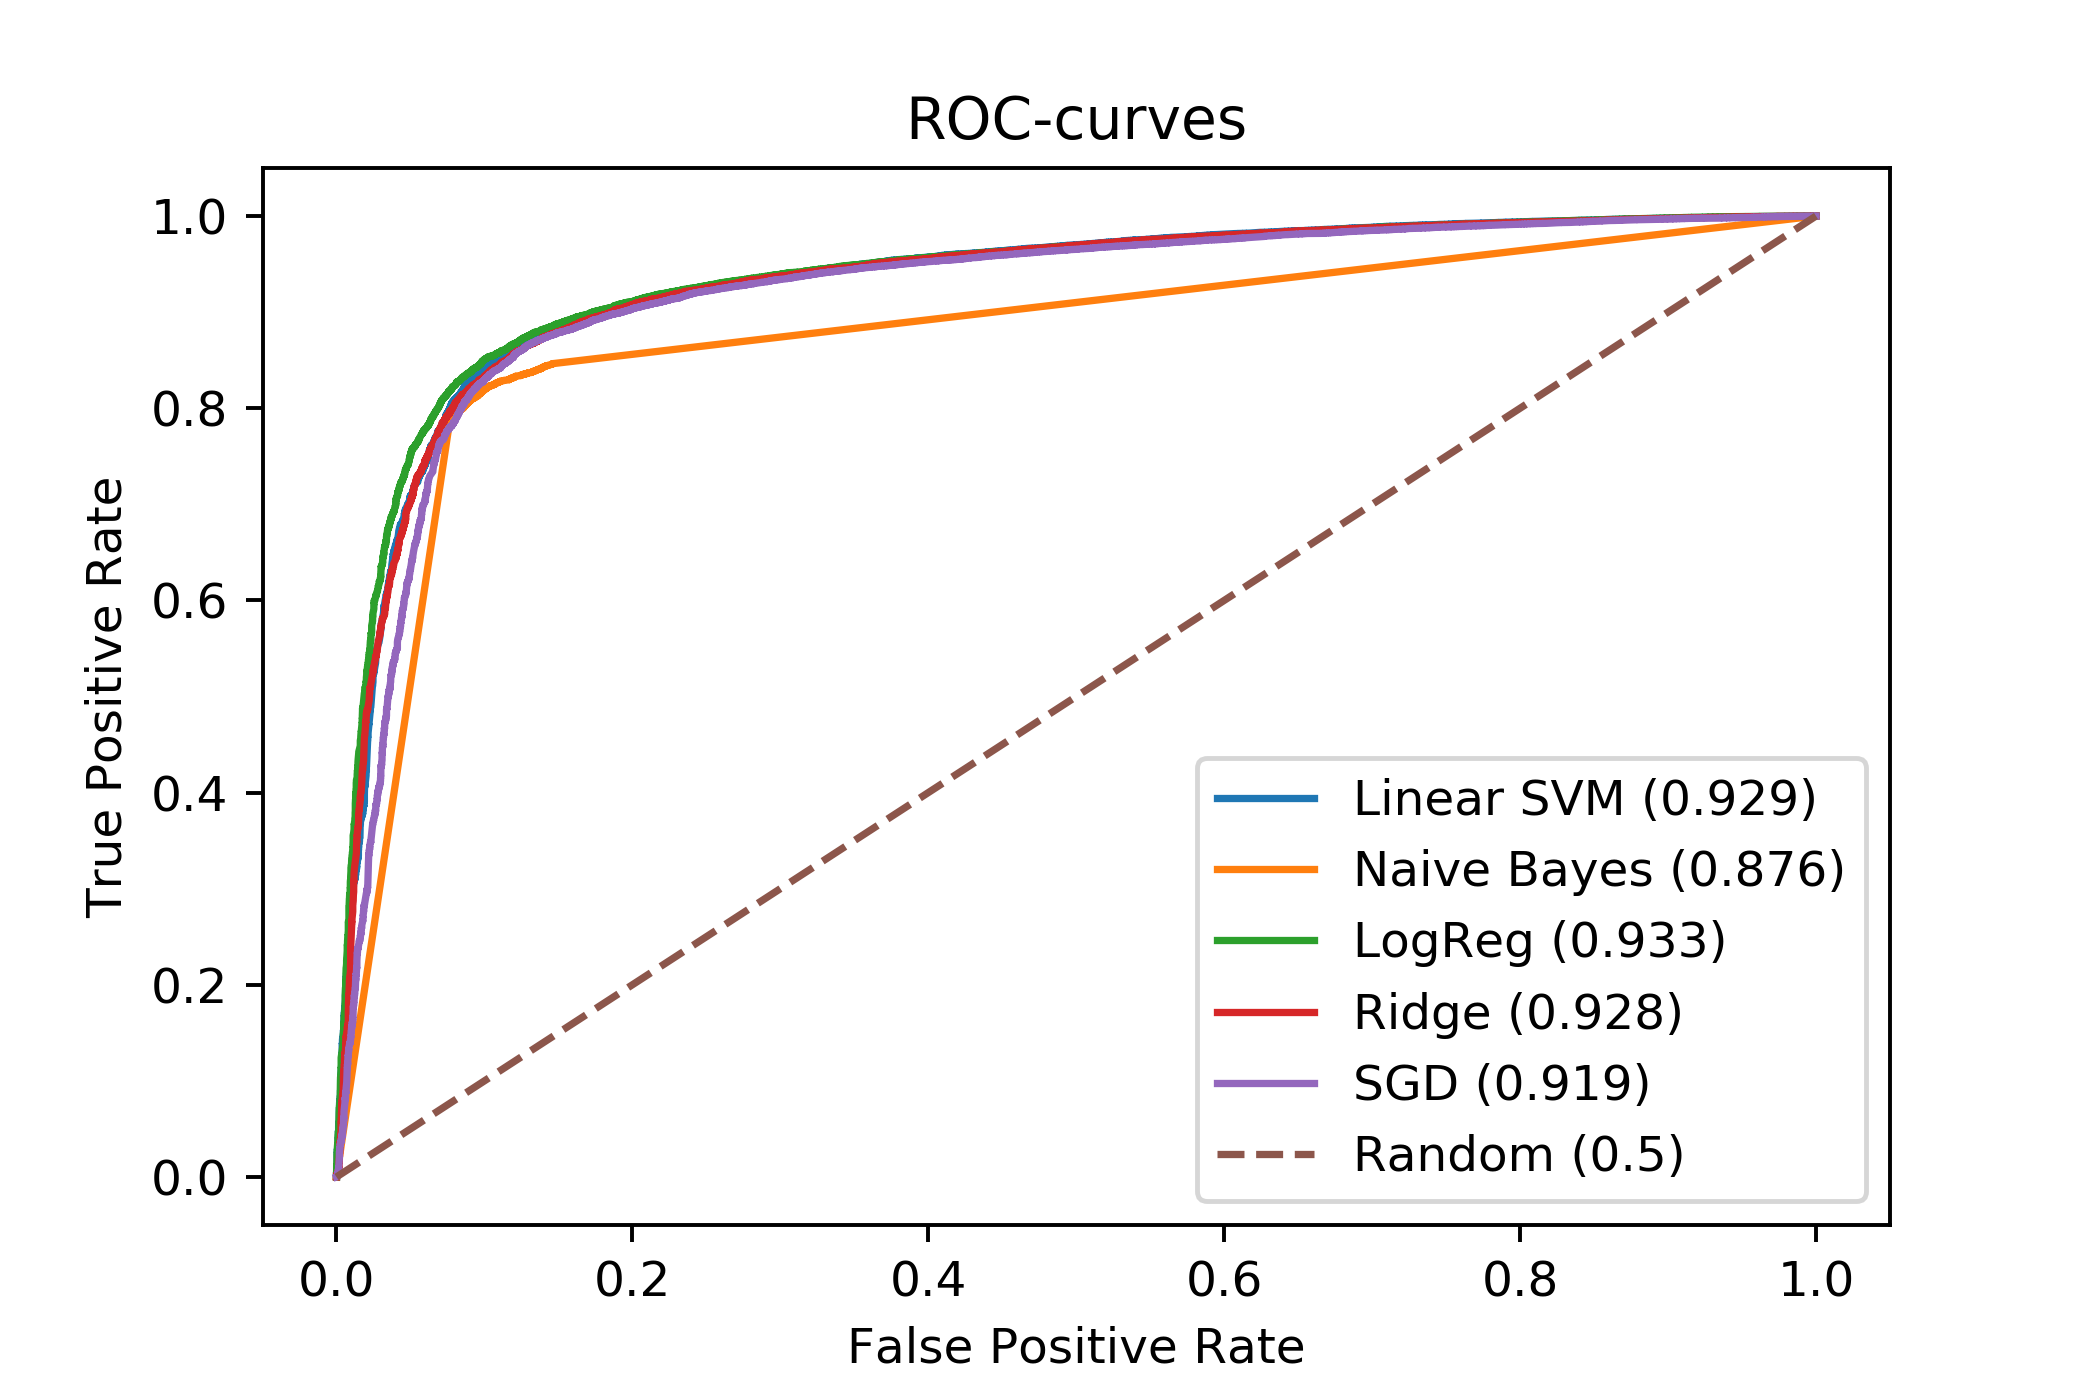 ROC-curves
1.0
0.8
0.6
0.4
0.2
0.0
True Positive Rate
Linear SVM (0.929)
Naive Bayes (0.876)
LogReg (0.933)
Ridge (0.928)
SGD (0.919)
Random (0.5)
0.0 0.2 0.4 0.6 0.8 1.0
False Positive Rate